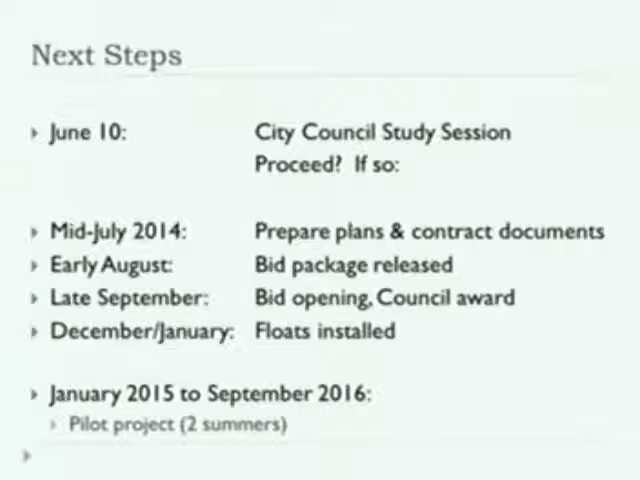 Next Steps
June 10: City Council Study Session
Proceed? If so:
Mid-July 2014: Prepare plans & contract documents
Early August: Bid package released
Late September: Bid opening, Council award
December/January: Floats installed
January 2015 to September 2016:
Pilot project (2 summers)